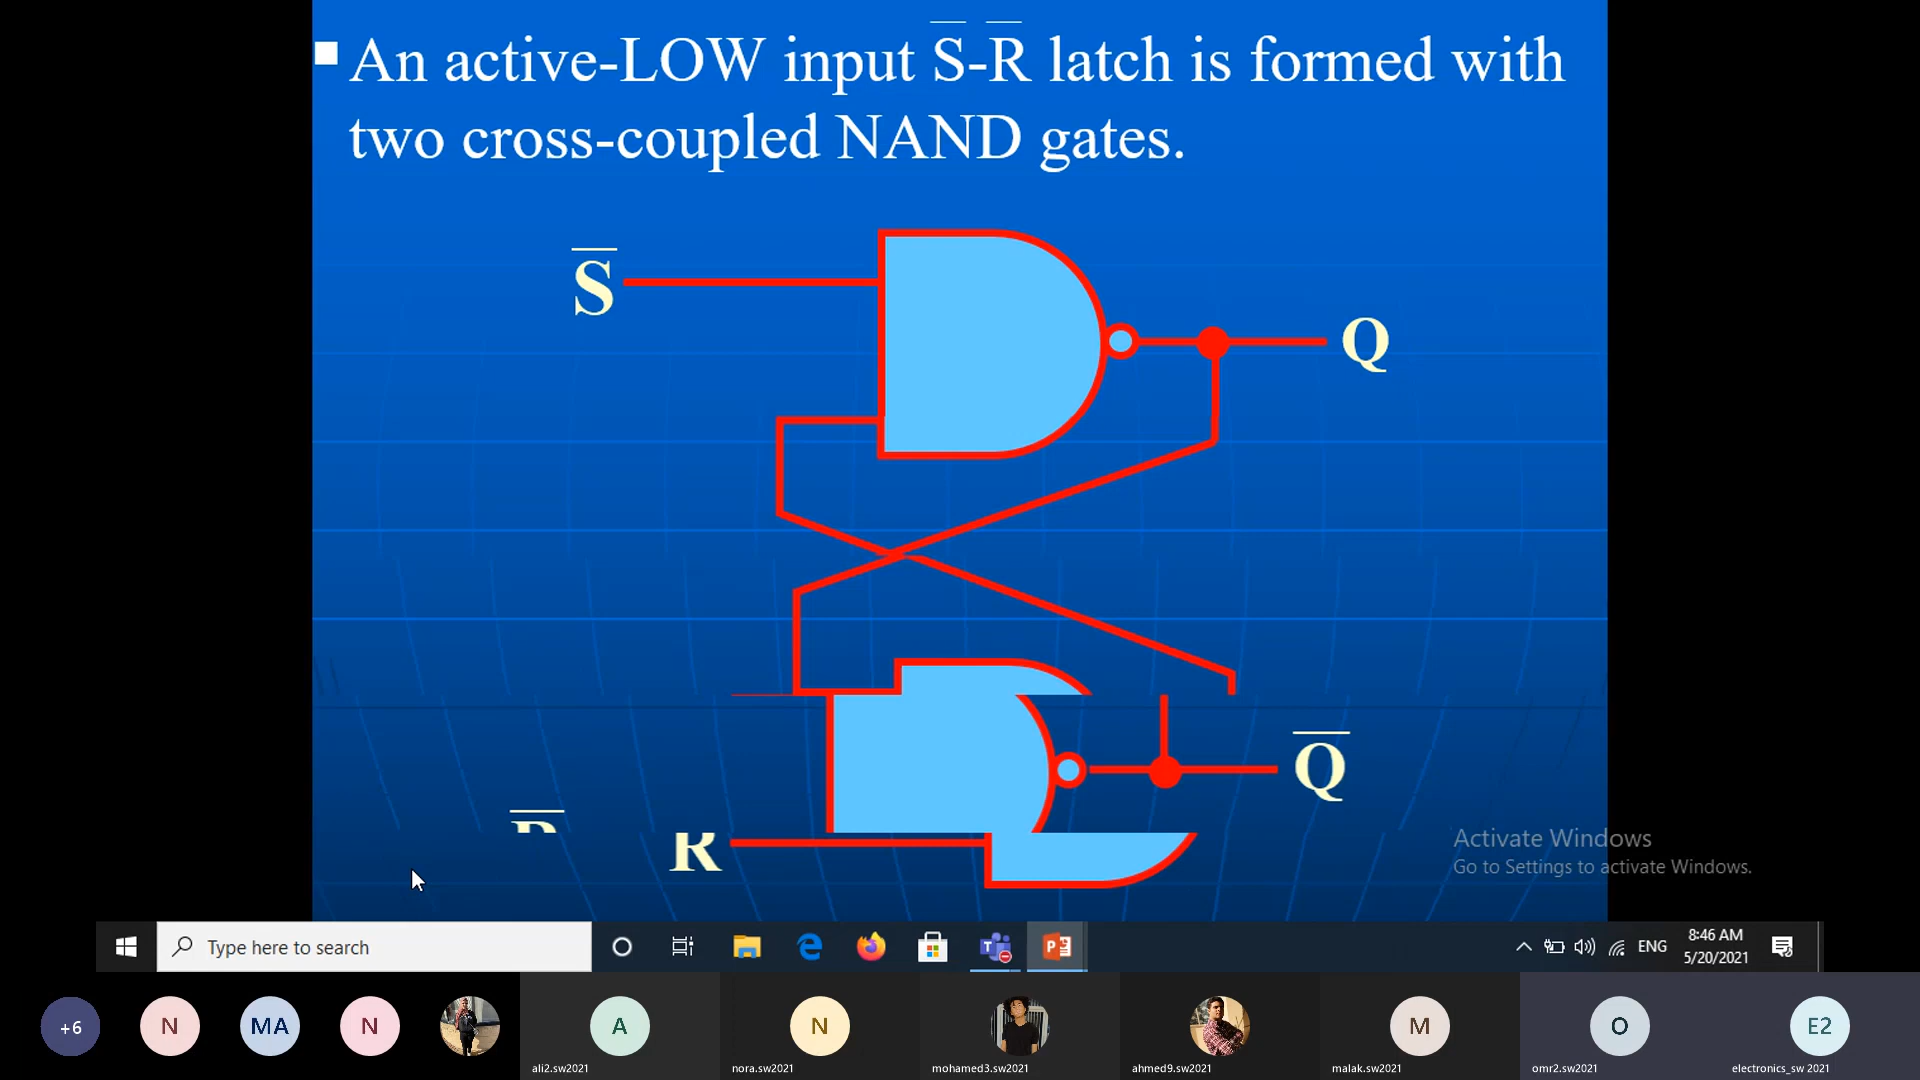 An active-LOW input S̅-R̅ latch is formed with
two cross-coupled NAND gates.
S̅
Q
Q̅
R
Activate Windows
Go to Settings to activate Windows.
Type here to search
ENG
8:46 AM
5/20/2021
+6
N
MA
N
A
N
M
O
E2
ali2.sw2021
nora.sw2021
mohamed3.sw2021
ahmed9.sw2021
malak.sw2021
omr2.sw2021
electronics_sw 2021